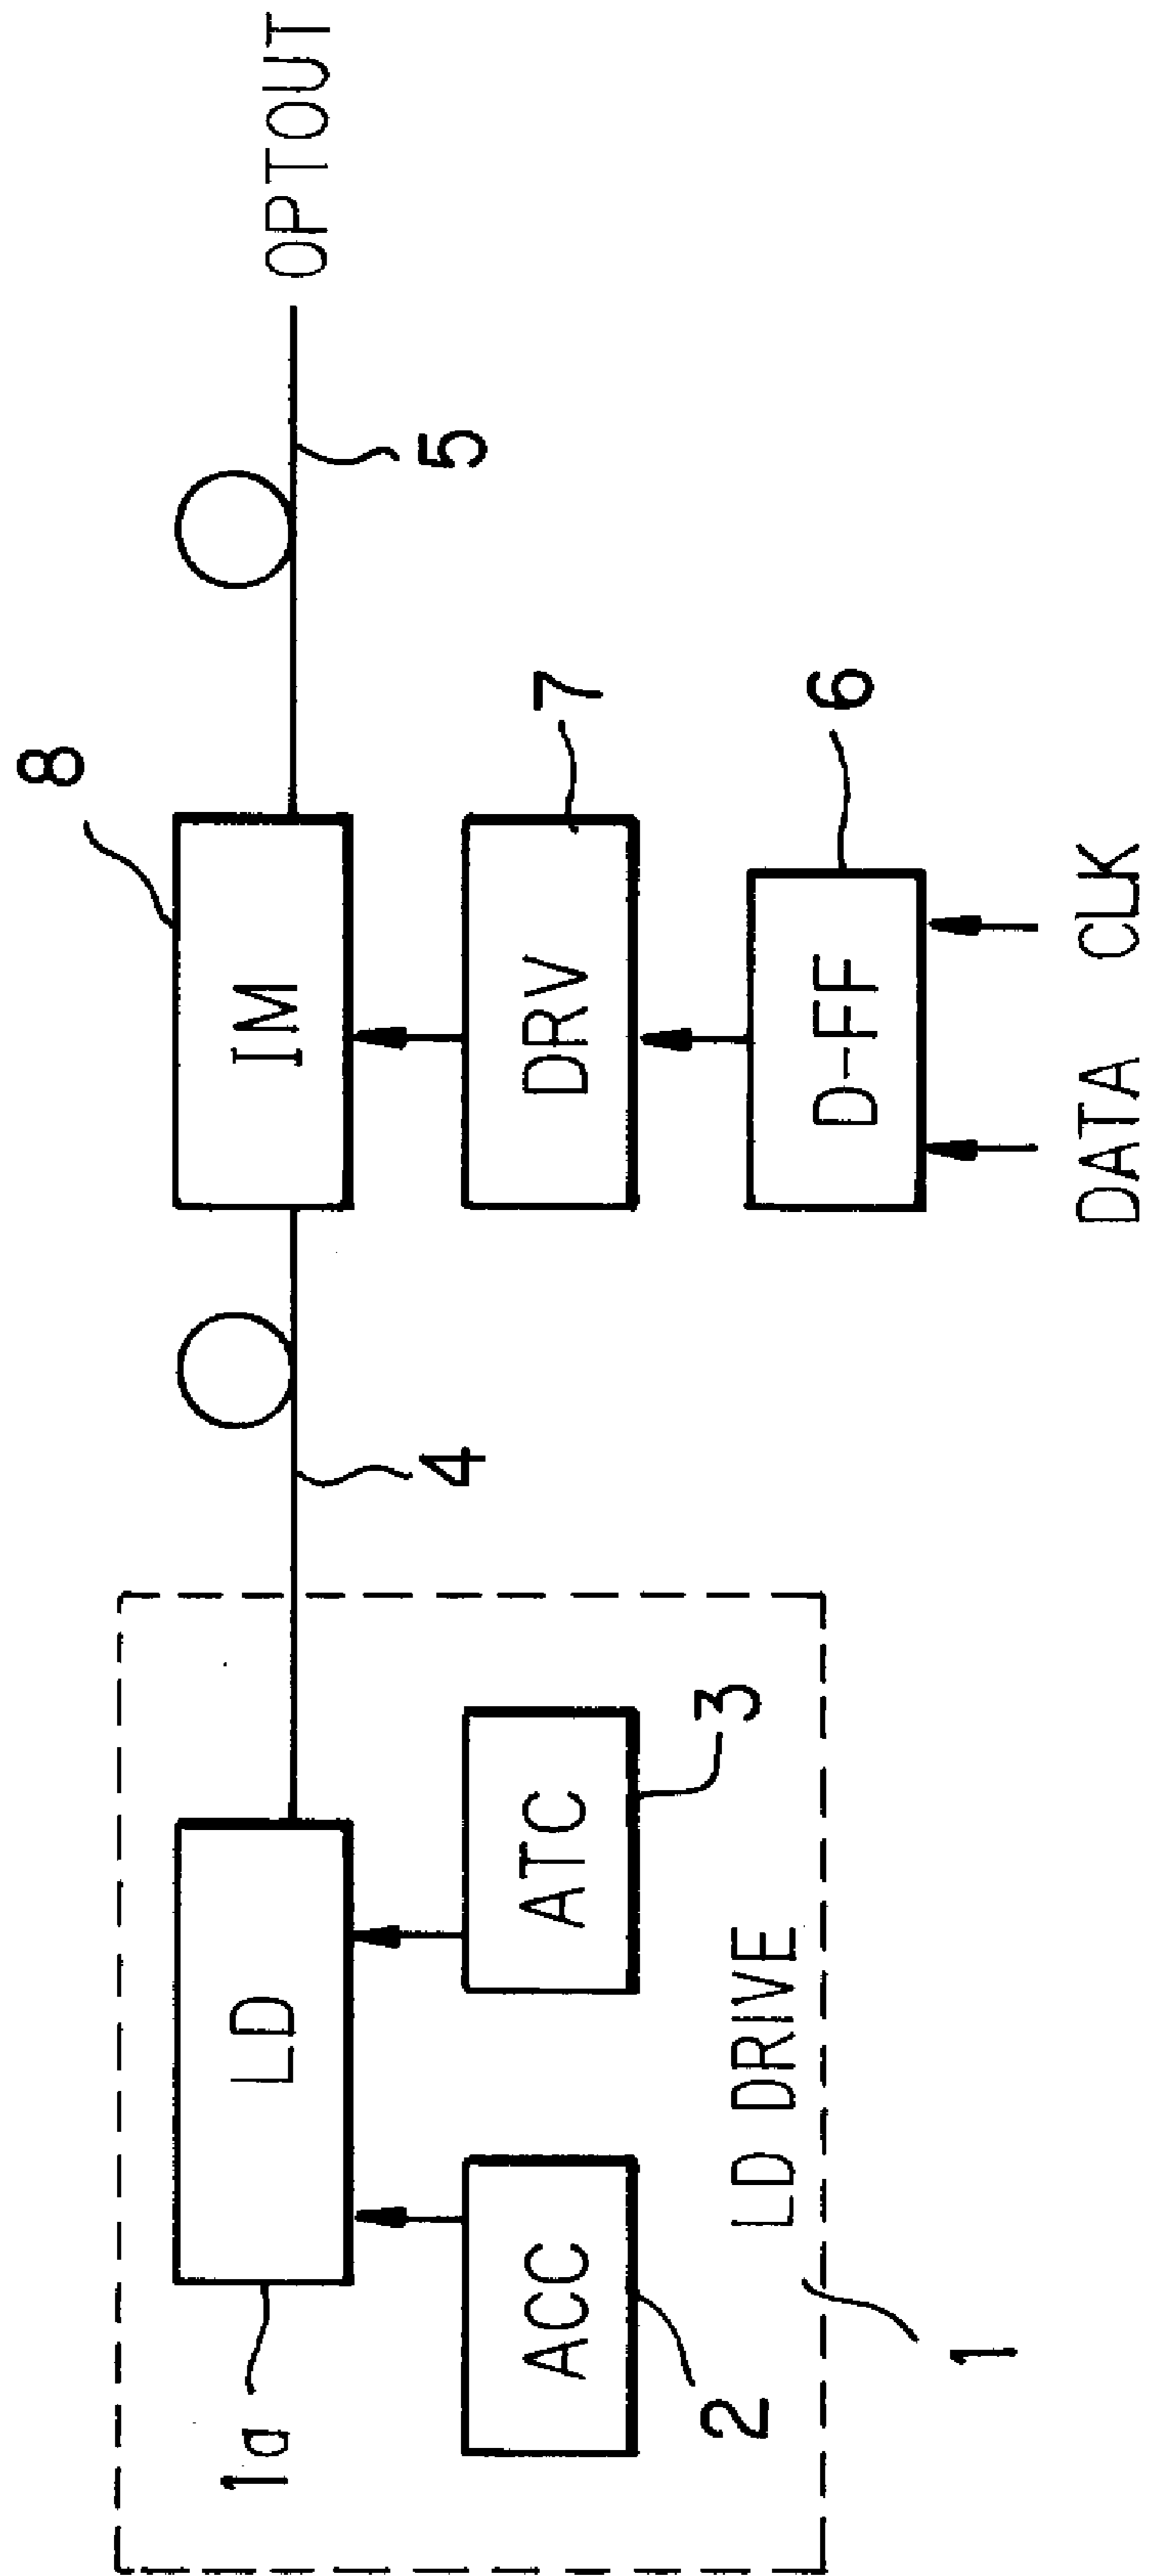 8
1a
LD
IM
OPTOUT
4
5
ACC
ATC
DRV
7
2
3
LD DRIVE
D-FF
6
1
DATA
CLK